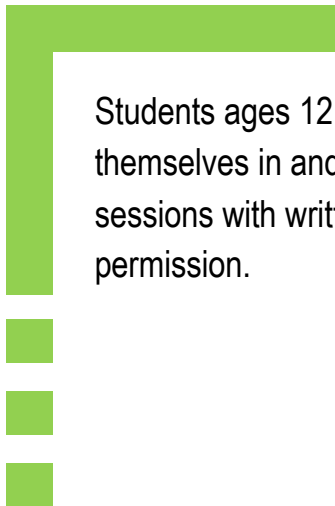 Students ages 12
themselves in and
sessions with writ
permission.